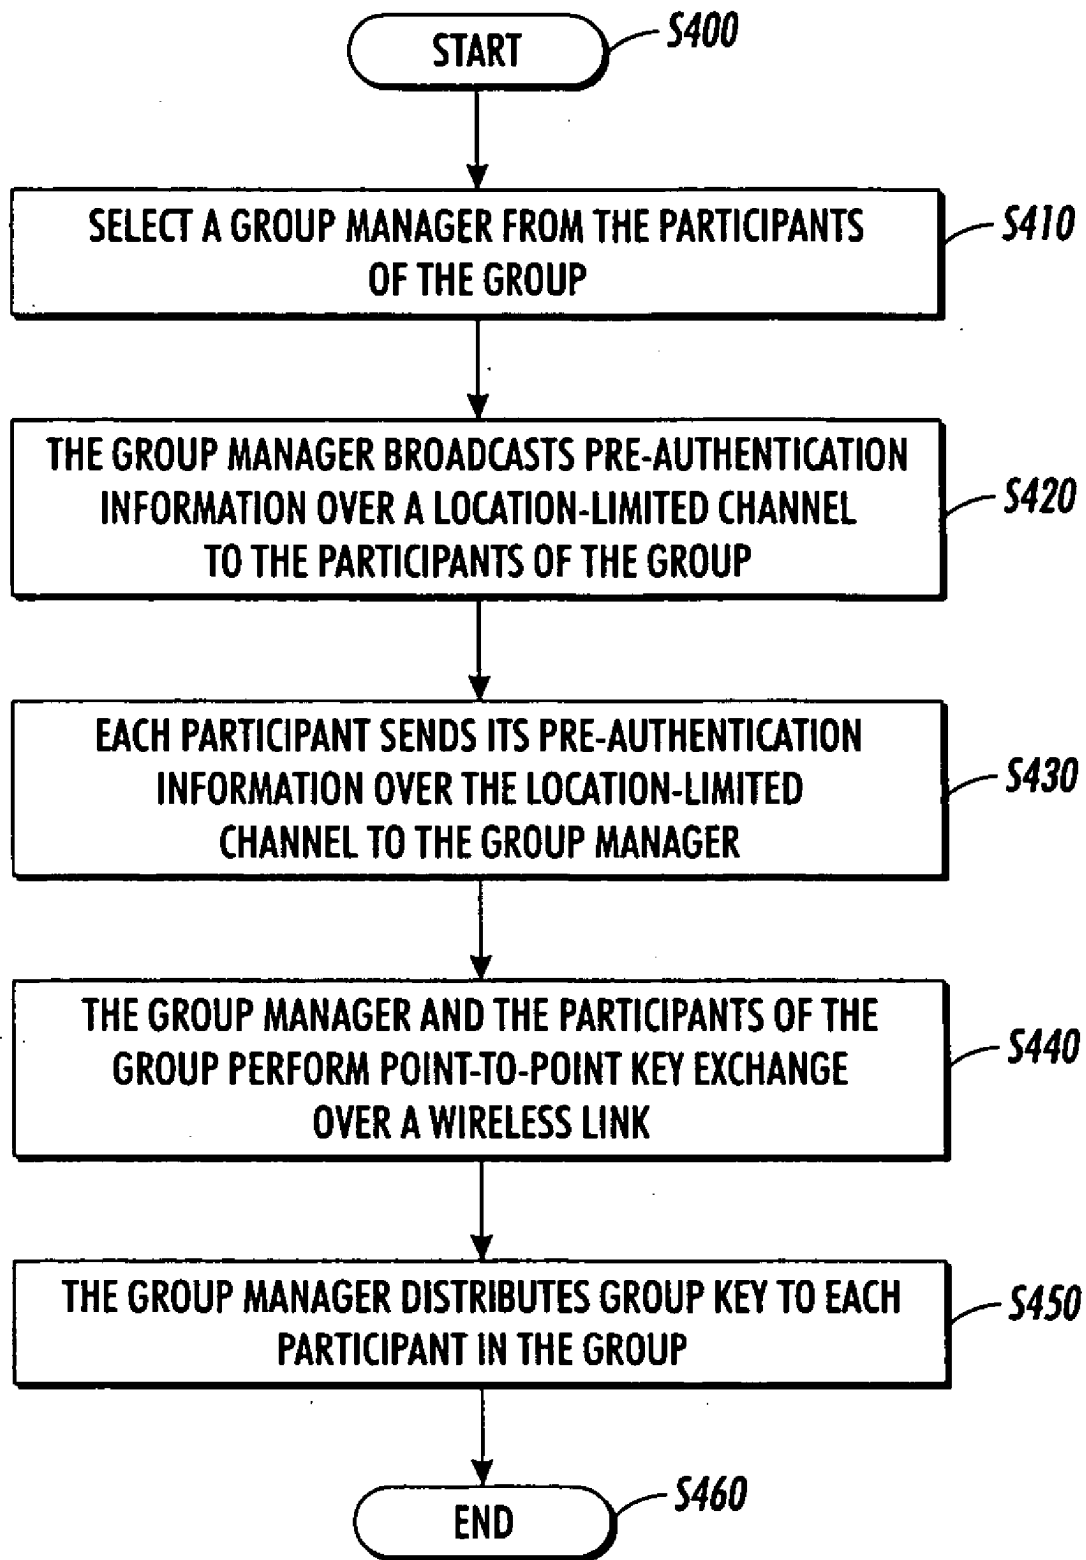 START
S400
SELECT A GROUP MANAGER FROM THE PARTICIPANTS
OF THE GROUP
S410
THE GROUP MANAGER BROADCASTS PRE-AUTHENTICATION
INFORMATION OVER A LOCATION-LIMITED CHANNEL
TO THE PARTICIPANTS OF THE GROUP
S420
EACH PARTICIPANT SENDS ITS PRE-AUTHENTICATION
INFORMATION OVER THE LOCATION-LIMITED
CHANNEL TO THE GROUP MANAGER
S430
THE GROUP MANAGER AND THE PARTICIPANTS OF THE
GROUP PERFORM POINT-TO-POINT KEY EXCHANGE
OVER A WIRELESS LINK
S440
THE GROUP MANAGER DISTRIBUTES GROUP KEY TO EACH
PARTICIPANT IN THE GROUP
S450
END
S460